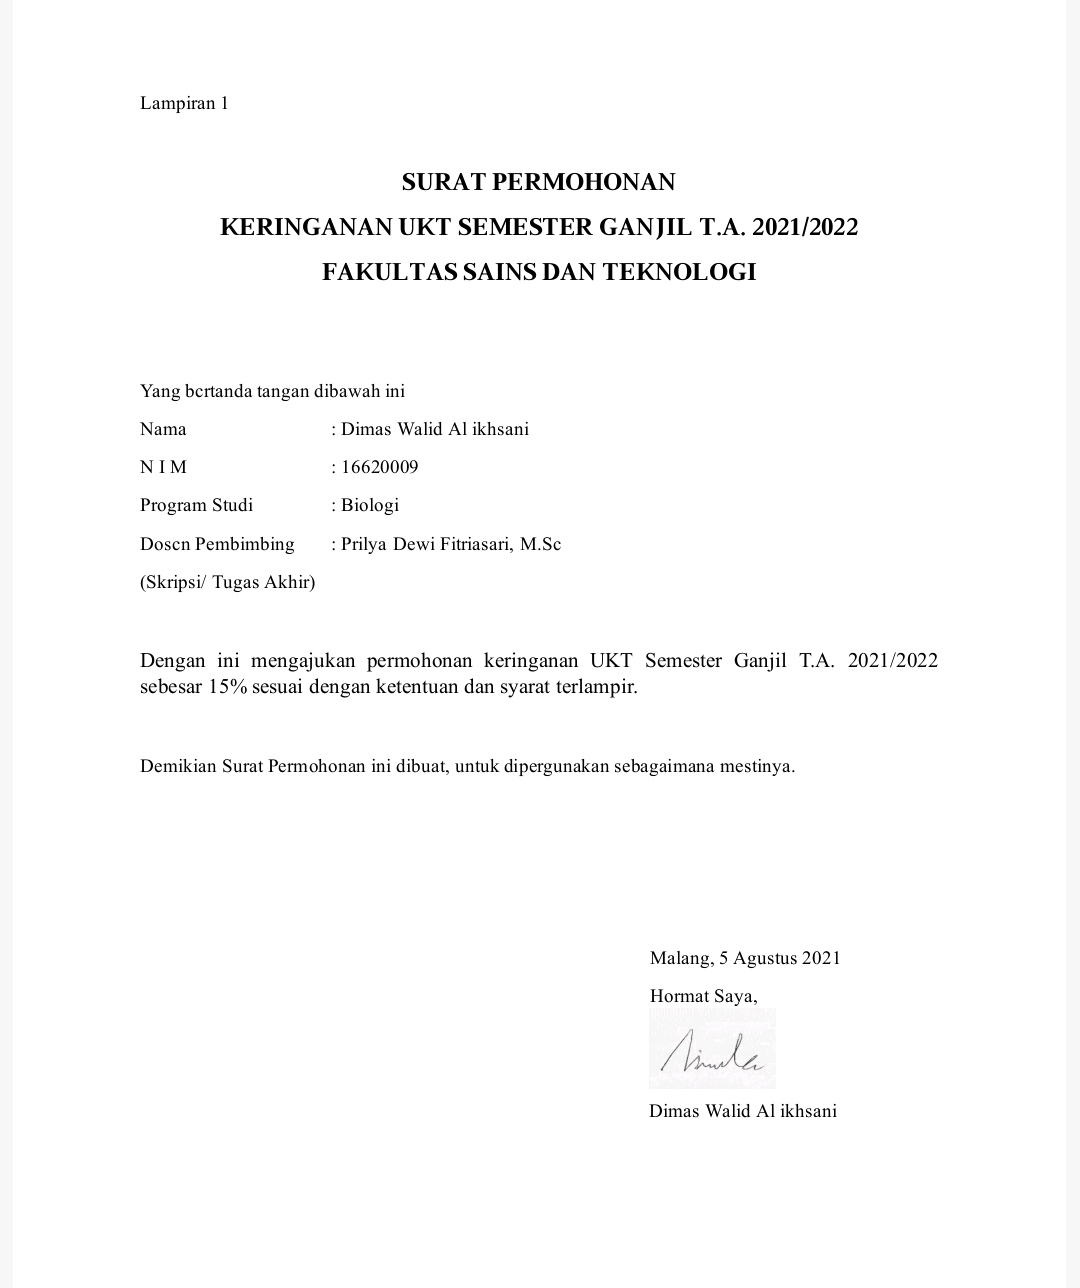 Lampiran 1
SURAT PERMOHONAN
KERINGANAN UKT SEMESTER GANJIL T.A. 2021/2022
FAKULTAS SAINS DAN TEKNOLOGI
Yang bcrtanda tangan dibawah ini
Nama : Dimas Walid Al ikhsani
N I M : 16620009
Program Studi : Biologi
Doscn Pembimbing : Prilya Dewi Fitriasari, M.Sc
(Skripsi/ Tugas Akhir)
Dengan ini mengajukan permohonan keringanan UKT Semester Ganjil T.A. 2021/2022
sebesar 15% sesuai dengan ketentuan dan syarat terlampir.
Demikian Surat Permohonan ini dibuat, untuk dipergunakan sebagaimana mestinya.
Malang, 5 Agustus 2021
Hormat Saya,
Dimas Walid Al ikhsani